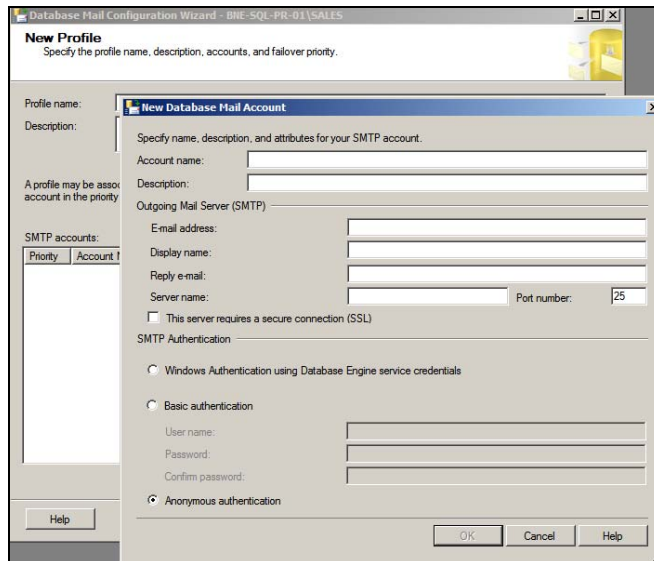 Database Mail Configuration Wizard - BNE-SQL-PR-01\SALES
New Profile
Specify the profile name, description, accounts, and failover priority.
Profile name:
Description:
A profile may be asso
account in the priority
SMTP accounts:
Priority Account N
Help
New Database Mail Account
Specify name, description, and attributes for your SMTP account.
Account name:
Description:
Outgoing Mail Server (SMTP)
E-mail address:
Display name:
Reply e-mail:
Server name:
Port number: 25
This server requires a secure connection (SSL)
SMTP Authentication
Windows Authentication using Database Engine service credentials
Basic authentication
User name:
Password:
Confirm password:
Anonymous authentication
OK Cancel Help